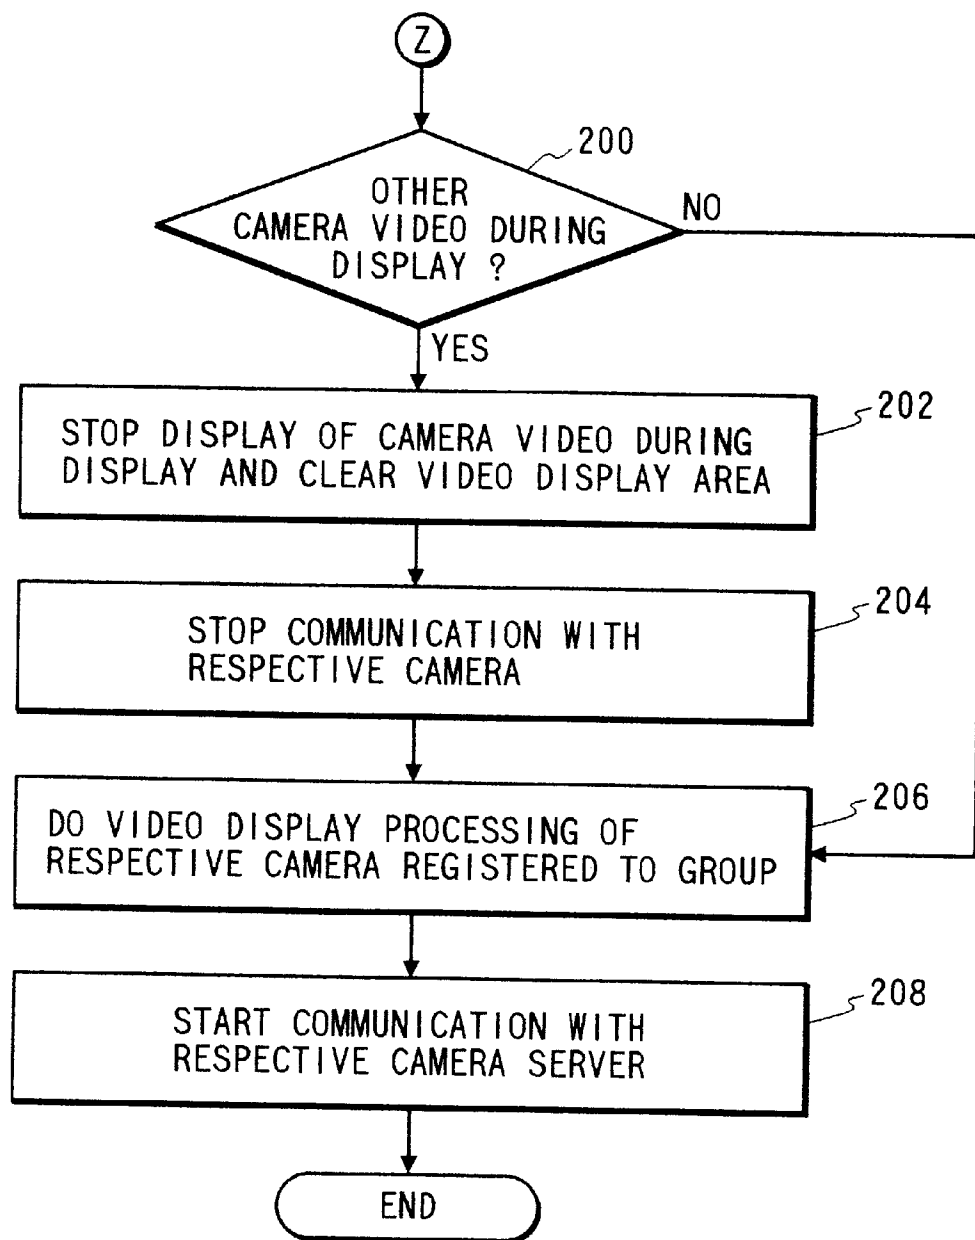 Z
200
OTHER
CAMERA VIDEO DURING
DISPLAY ?
NO
YES
202
STOP DISPLAY OF CAMERA VIDEO DURING
DISPLAY AND CLEAR VIDEO DISPLAY AREA
204
STOP COMMUNICATION WITH
RESPECTIVE CAMERA
206
DO VIDEO DISPLAY PROCESSING OF
RESPECTIVE CAMERA REGISTERED TO GROUP
208
START COMMUNICATION WITH
RESPECTIVE CAMERA SERVER
END